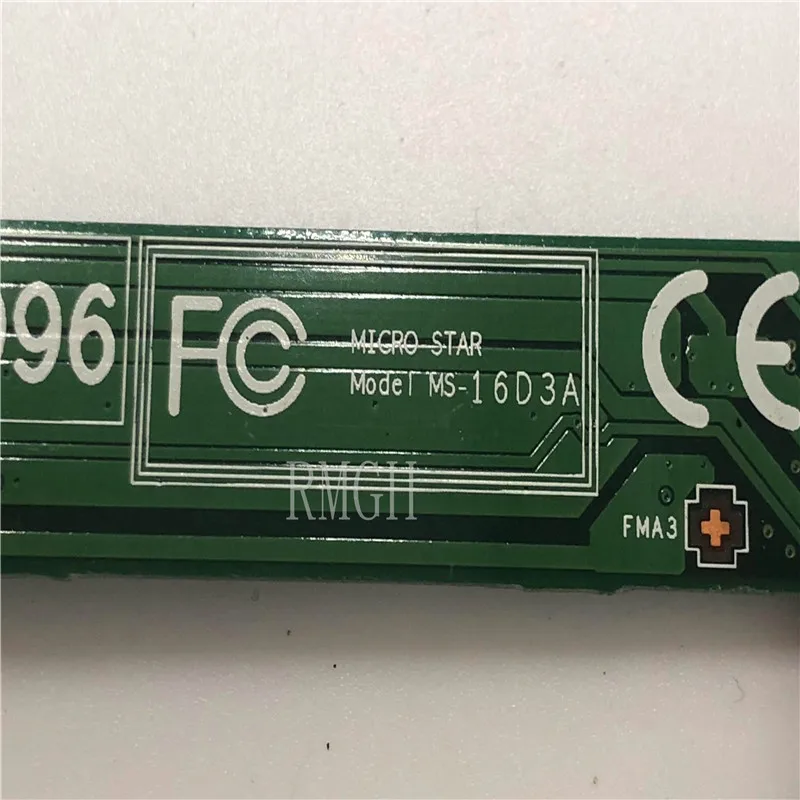 096
FC
MICRO STAR
Model MS-16D3A
CE
RMGH
FMA3